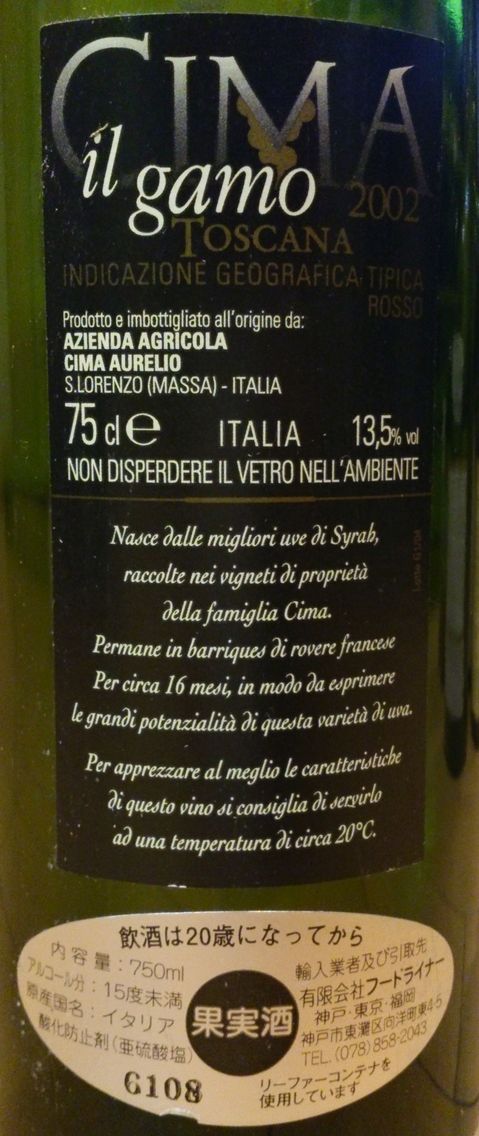 CIMA
il gamo
2002
TOSCANA
INDICAZIONE GEOGRAFICA TIPICA
ROSSO
Prodotto e imbottigliato all'origine da:
AZIENDA AGRICOLA
CIMA AURELIO
S.LORENZO (MASSA) - ITALIA
75 cl e ITALIA 13,5% vol
NON DISPERDERE IL VETRO NELL'AMBIENTE
Nasce dalle migliori uve di Syrah,
raccolte nei vigneti di proprietà
della famiglia Cima.
Permane in barriques di rovere francese
Per circa 16 mesi, in modo da esprimere
le grandi potenzialità di questa varietà di uva.
Per apprezzare al meglio le caratteristiche
di questo vino si consiglia di servirlo
ad una temperatura di circa 20°C.
飲酒は20歳になってから
内容量：750ml
アルコール分：15度未満
原産国名：イタリア
酸化防止剤（亜硫酸塩）
6108
果実酒
輸入業者及び引取先
有限会社フードライナー
神戸・東京・福岡
神戸市東灘区向洋町東4-5
TEL.(078)858-2043
リーファーコンテナを
使用しています